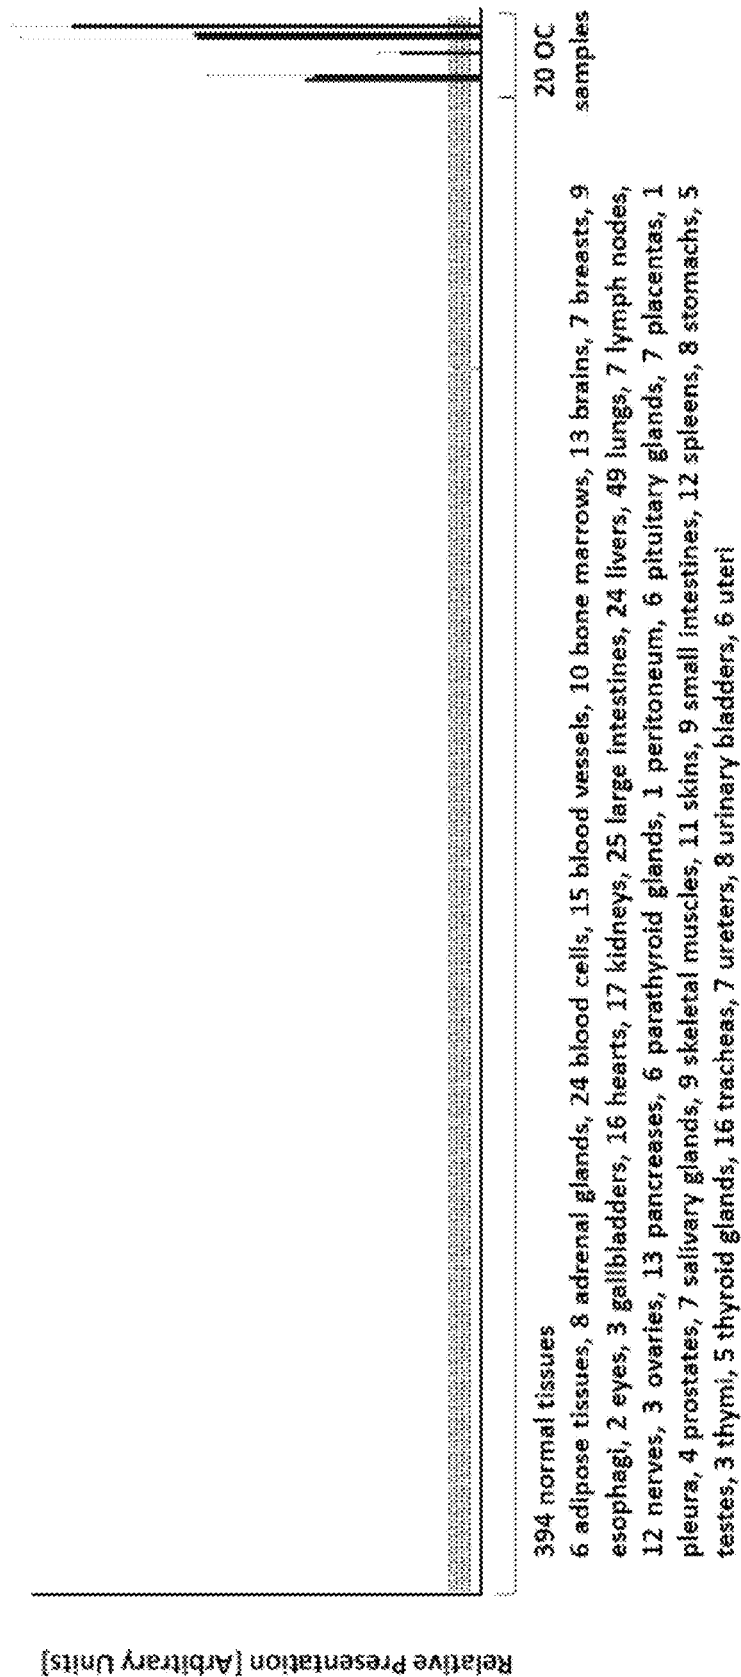 Relative Presentation [Arbitrary Units]
394 normal tissues
6 adipose tissues, 8 adrenal glands, 24 blood cells, 15 blood vessels, 10 bone marrows, 13 brains, 7 breasts, 9
esophagi, 2 eyes, 3 gallbladders, 16 hearts, 17 kidneys, 25 large intestines, 24 livers, 49 lungs, 7 lymph nodes,
12 nerves, 3 ovaries, 13 pancreases, 6 parathyroid glands, 1 peritoneum, 6 pituitary glands, 7 placentas, 1
pleura, 4 prostates, 7 salivary glands, 9 skeletal muscles, 11 skins, 9 small intestines, 12 spleens, 8 stomachs, 5
testes, 3 thymi, 5 thyroid glands, 16 tracheas, 7 ureters, 8 urinary bladders, 6 uteri
20 OC
samples